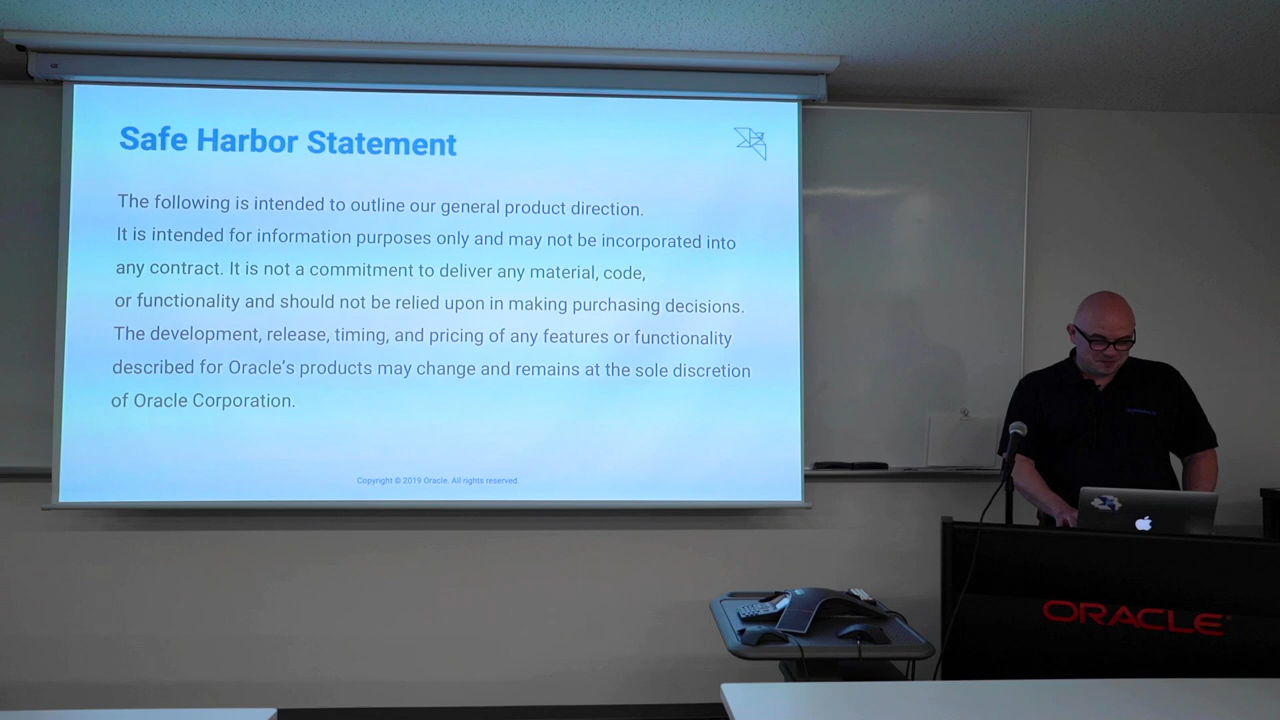 Safe Harbor Statement
The following is intended to outline our general product direction.
It is intended for information purposes only and may not be incorporated into
any contract. It is not a commitment to deliver any material, code,
or functionality and should not be relied upon in making purchasing decisions.
The development, release, timing, and pricing of any features or functionality
described for Oracle’s products may change and remains at the sole discretion
of Oracle Corporation.
Copyright © 2019 Oracle. All rights reserved.
ORACLE